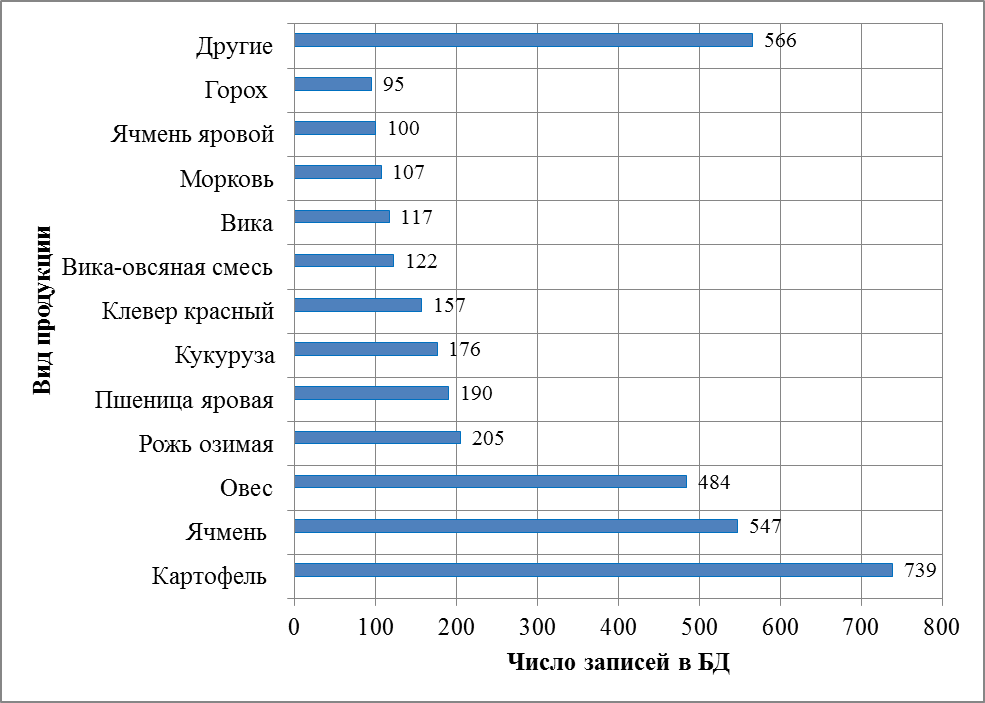 Вид продукции
Другие 566
Горох 95
Ячмень яровой 100
Морковь 107
Вика 117
Вика-овсяная смесь 122
Клевер красный 157
Кукуруза 176
Пшеница яровая 190
Рожь озимая 205
Овес 484
Ячмень 547
Картофель 739
0 100 200 300 400 500 600 700 800
Число записей в БД